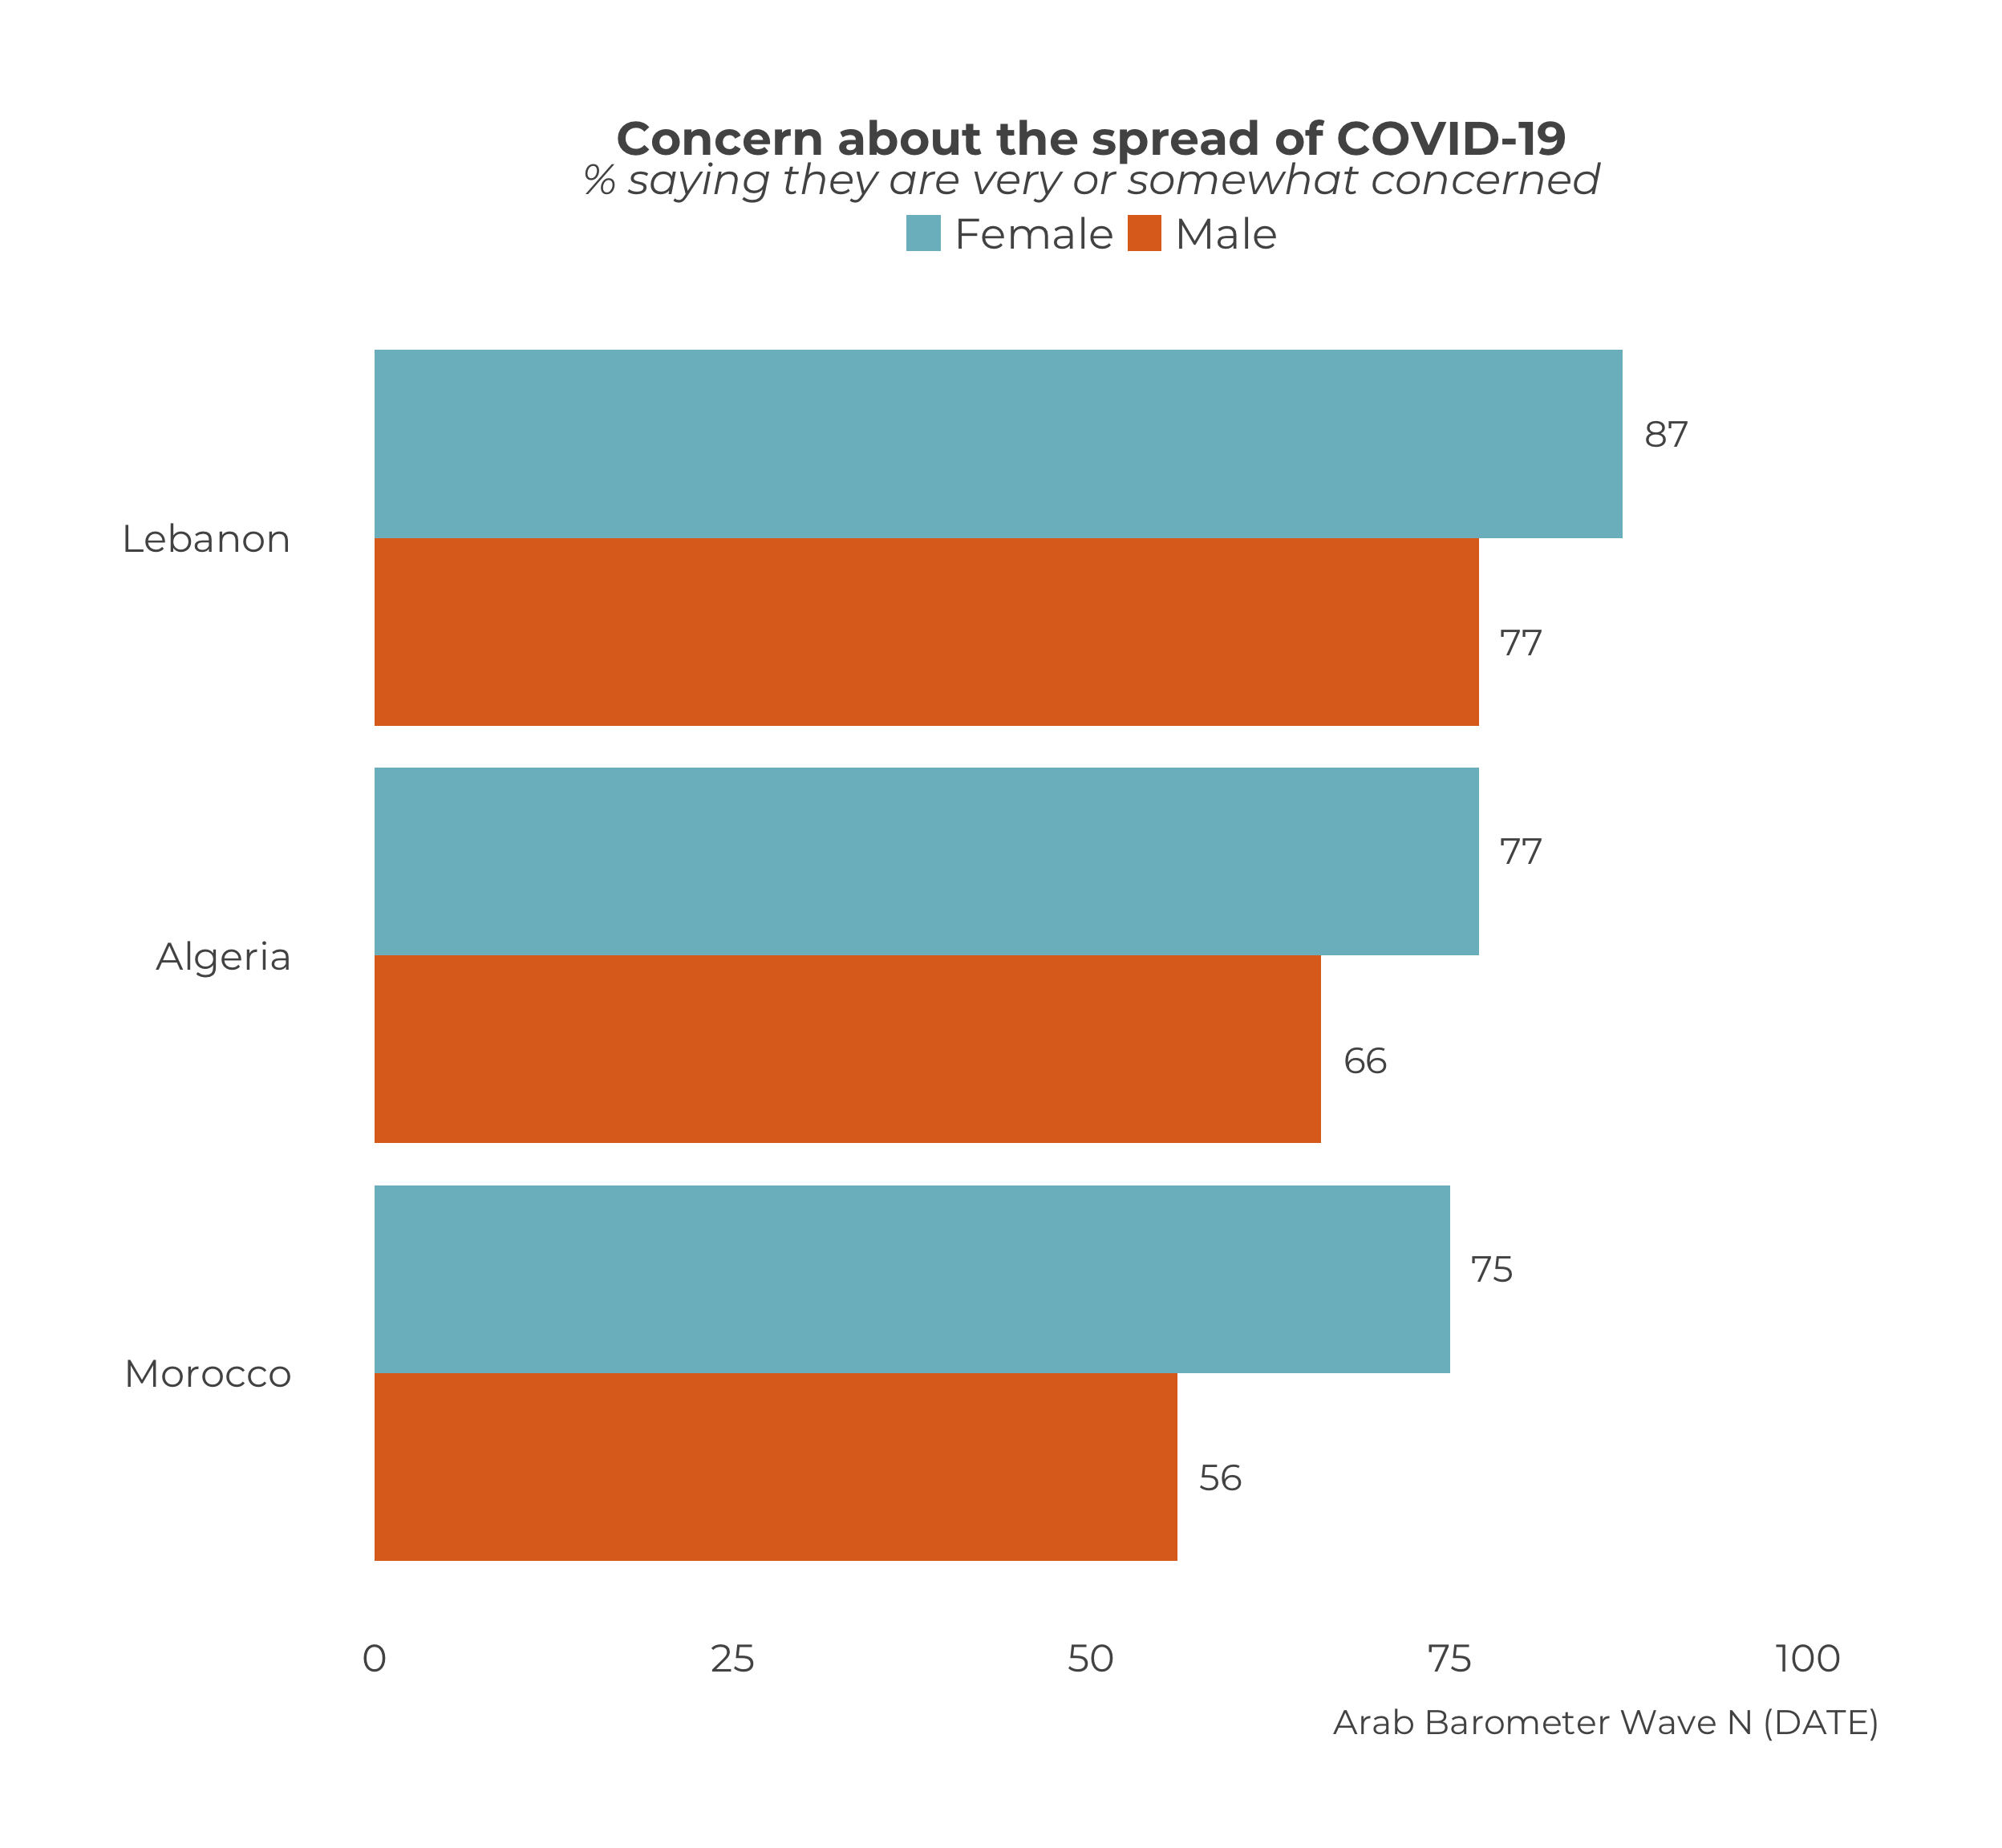 Concern about the spread of COVID-19
% saying they are very or somewhat concerned
Female Male
Lebanon
87
77
Algeria
77
66
Morocco
75
56
0 25 50 75 100
Arab Barometer Wave N (DATE)